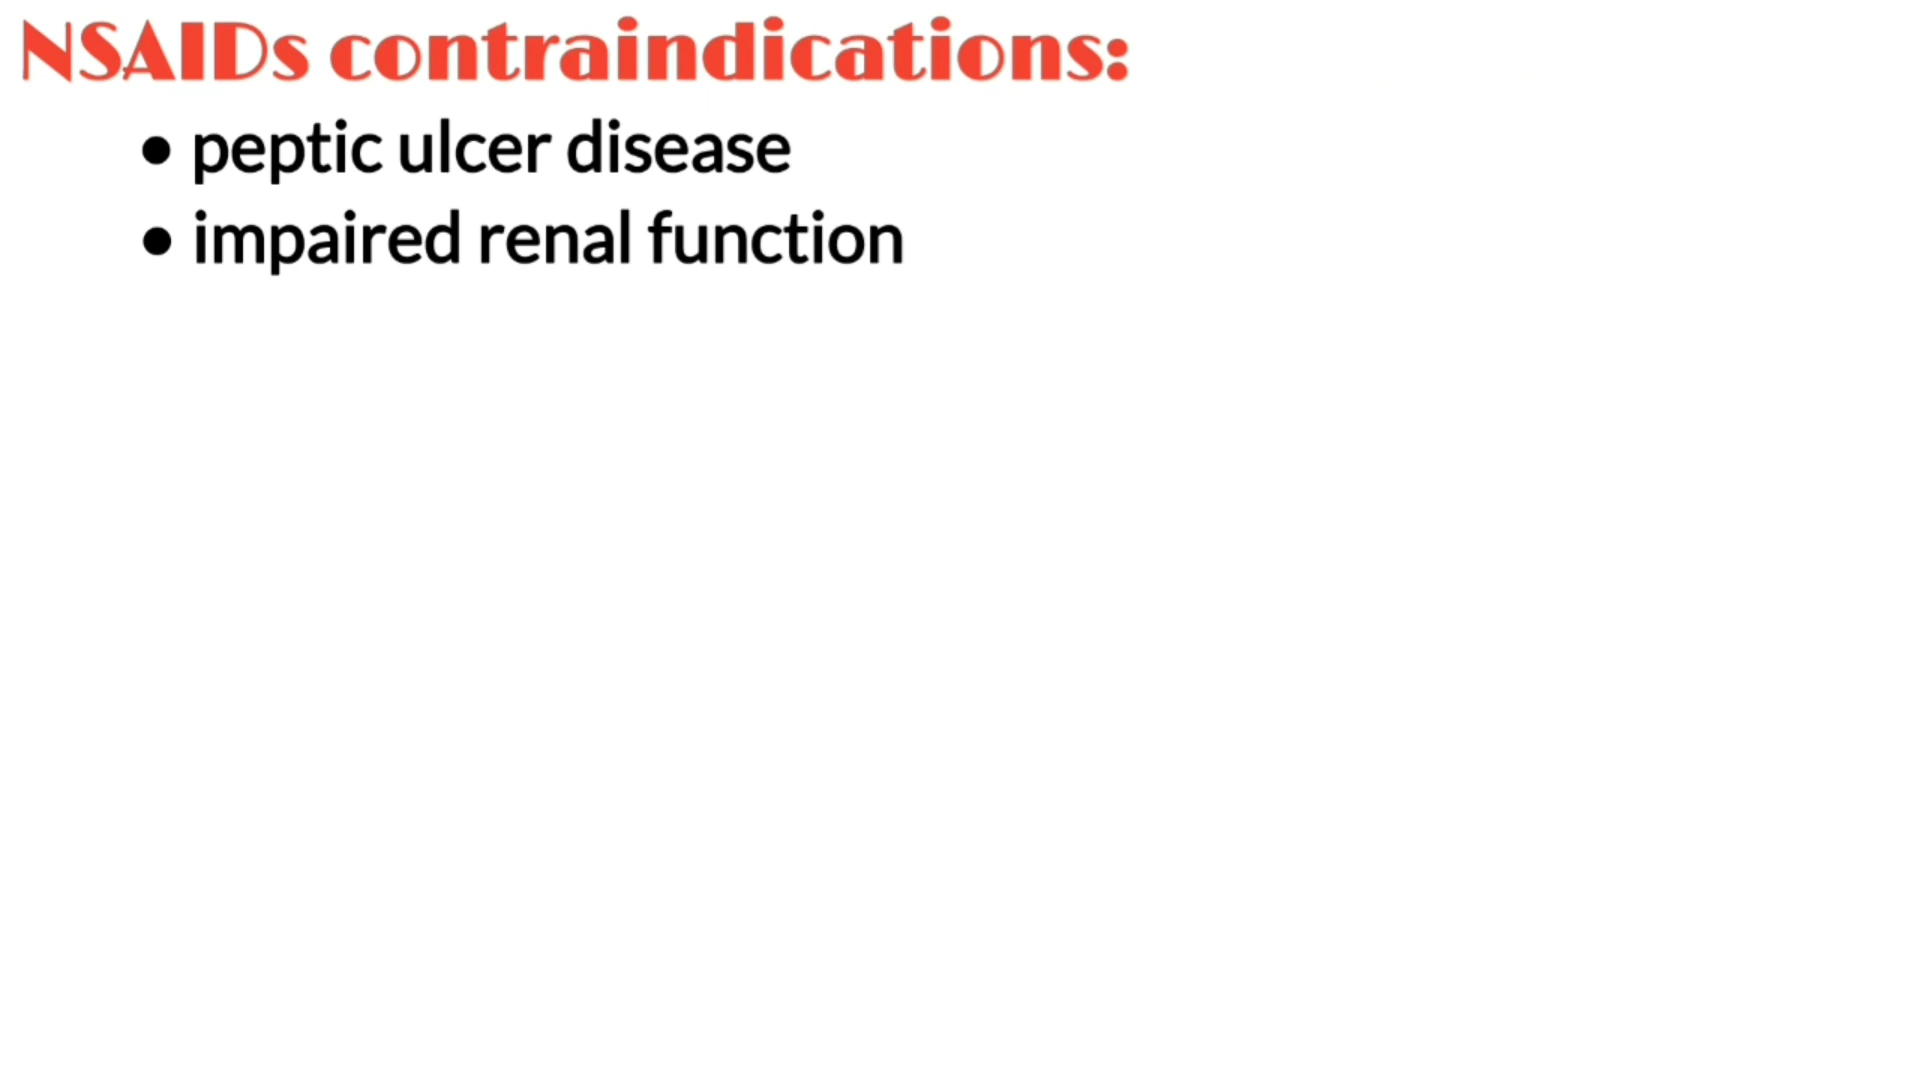 NSAIDs contraindications:
• peptic ulcer disease
• impaired renal function